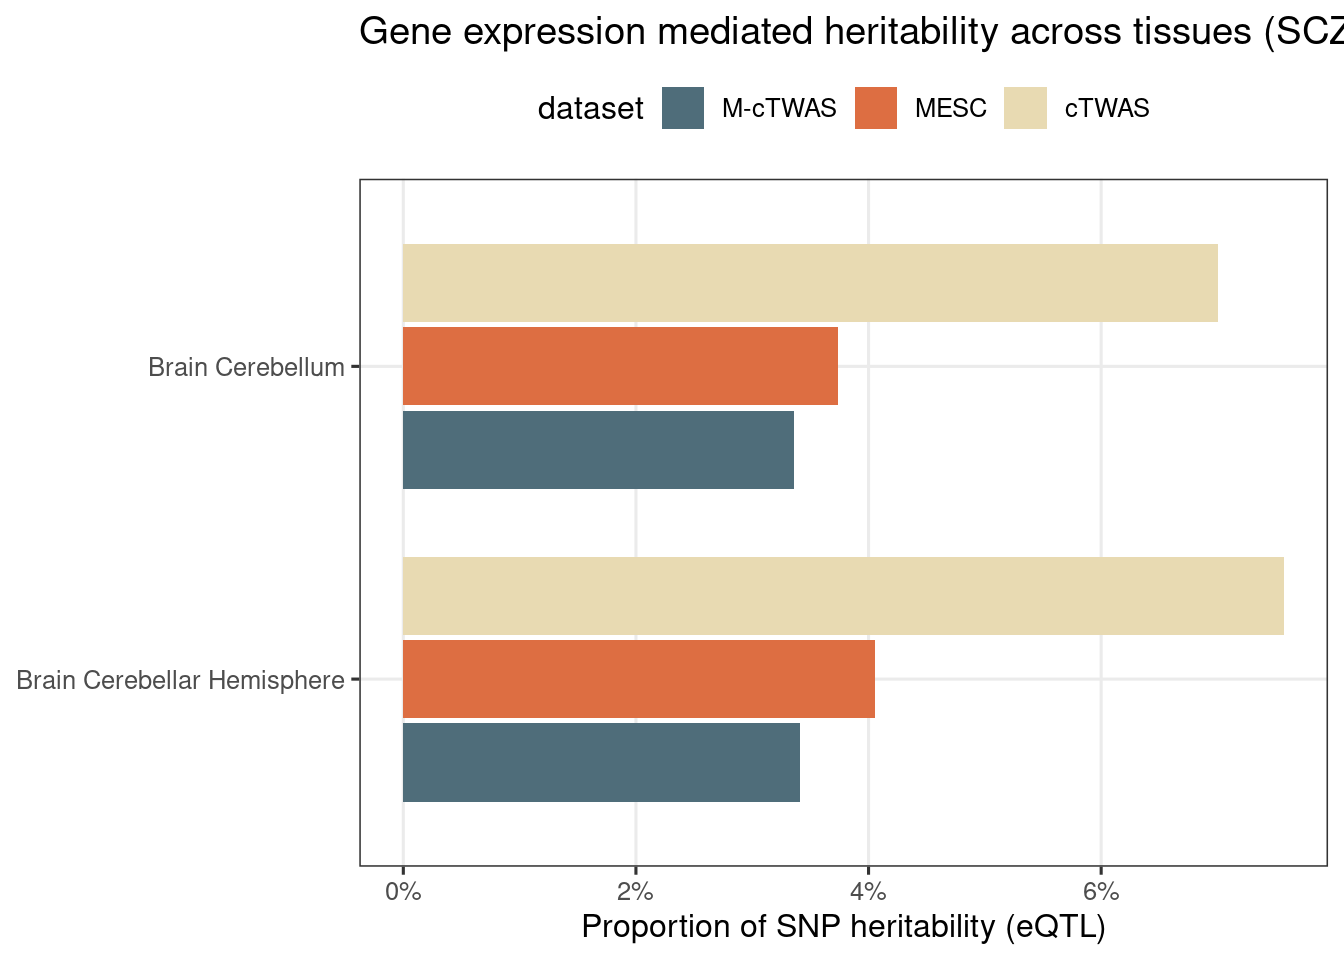 Gene expression mediated heritability across tissues (SCZ
dataset M-cTWAS MESC cTWAS
Brain Cerebellum
Brain Cerebellar Hemisphere
0% 2% 4% 6%
Proportion of SNP heritability (eQTL)